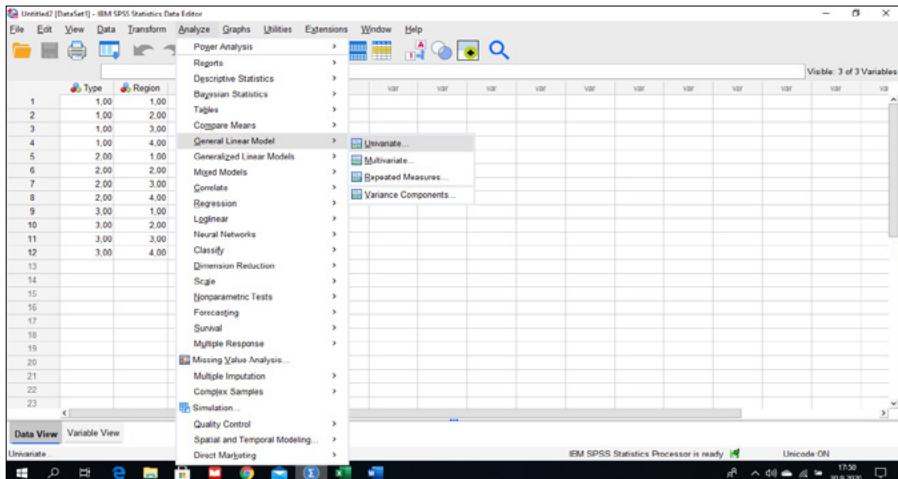 Untitled2 [DataSet1] - IBM SPSS Statistics Data Editor
File Edit View Data Transform Analyze Graphs Utilities Extensions Window Help
Visible: 3 of 3 Variables
Type Region var var var var var var var var var var
1 1,00 1,00
2 1,00 2,00
3 1,00 3,00
4 1,00 4,00
5 2,00 1,00
6 2,00 2,00
7 2,00 3,00
8 2,00 4,00
9 3,00 1,00
10 3,00 2,00
11 3,00 3,00
12 3,00 4,00
13
14
15
16
17
18
19
20
21
22
23
Power Analysis
Reports
Descriptive Statistics
Bayesian Statistics
Tables
Compare Means
General Linear Model
Generalized Linear Models
Mixed Models
Correlate
Regression
Loglinear
Neural Networks
Classify
Dimension Reduction
Scale
Nonparametric Tests
Forecasting
Survival
Multiple Response
Missing Value Analysis...
Multiple Imputation
Complex Samples
Simulation...
Quality Control
Spatial and Temporal Modeling...
Direct Marketing
Univariate...
Multivariate...
Repeated Measures...
Variance Components...
Data View Variable View
Univariate...
IBM SPSS Statistics Processor is ready Unicode:ON
17:50
30.9.2020